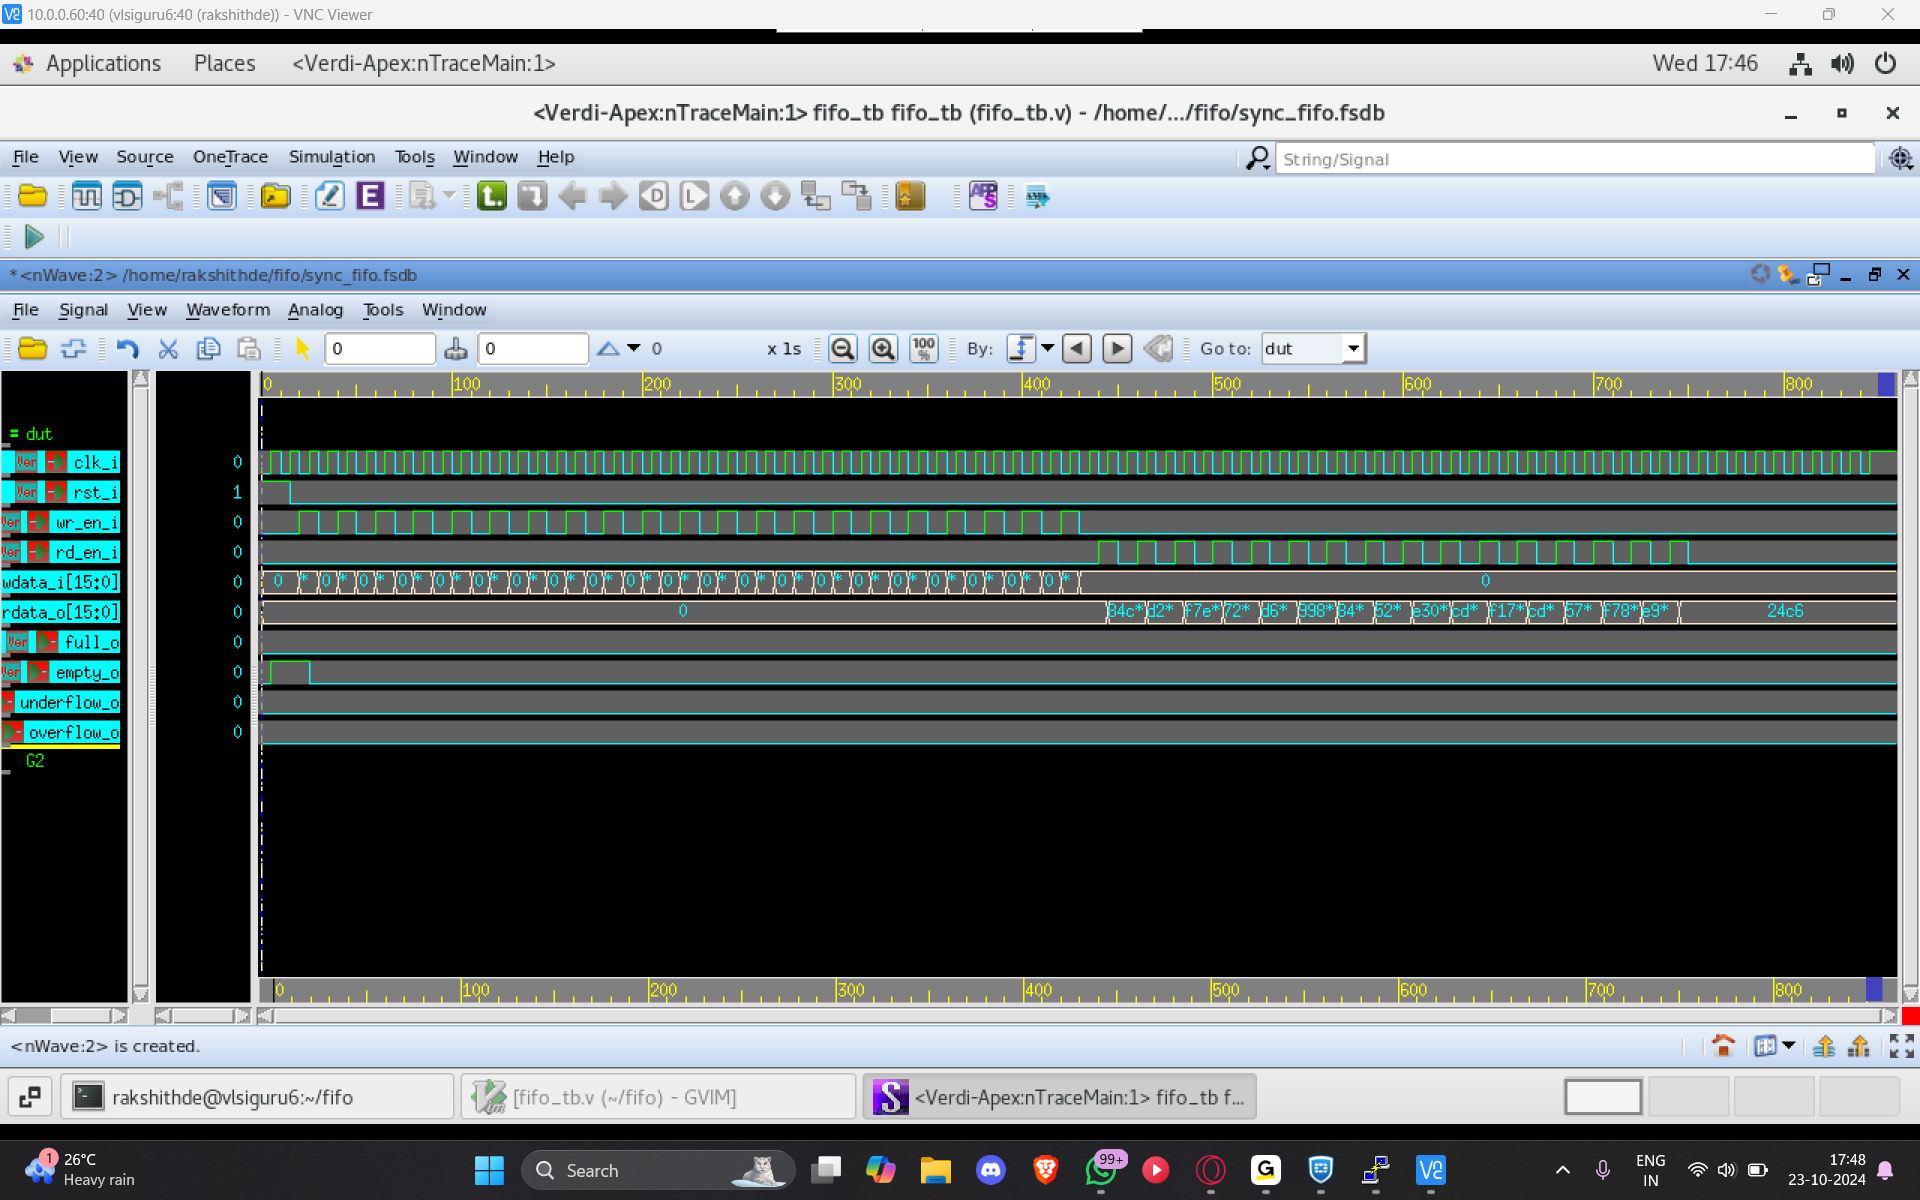 10.0.0.60:40 (vlsiguru6:40 (rakshithde)) - VNC Viewer
Applications Places <Verdi-Apex:nTraceMain:1> Wed 17:46
<Verdi-Apex:nTraceMain:1> fifo_tb fifo_tb (fifo_tb.v) - /home/.../fifo/sync_fifo.fsdb
File View Source OneTrace Simulation Tools Window Help String/Signal
*<nWave:2> /home/rakshithde/fifo/sync_fifo.fsdb
File Signal View Waveform Analog Tools Window
0 0 0 x 1s 100 % By: Go to: dut
0 100 200 300 400 500 600 700 800
= dut
clk_i 0
rst_i 1
wr_en_i 0
rd_en_i 0
wdata_i[15:0] 0 0 * 0 * 0 * 0 * 0 * 0 * 0 * 0 * 0 * 0 * 0 * 0 * 0 * 0 * 0 * 0 * 0 * 0 * 0 * 0 * 0
rdata_o[15:0] 0 0 84c* d2* f7e* 72* d6* 998* 84* 52* e30* cd* f17* cd* 57* f78* e9* 24c6
full_o 0
empty_o 0
underflow_o 0
overflow_o 0
G2
0 100 200 300 400 500 600 700 800
<nWave:2> is created.
rakshithde@vlsiguru6:~/fifo [fifo_tb.v (~/fifo) - GVIM] <Verdi-Apex:nTraceMain:1> fifo_tb f...
1 26°C
Heavy rain
Search
99+
ENG
IN
17:48
23-10-2024